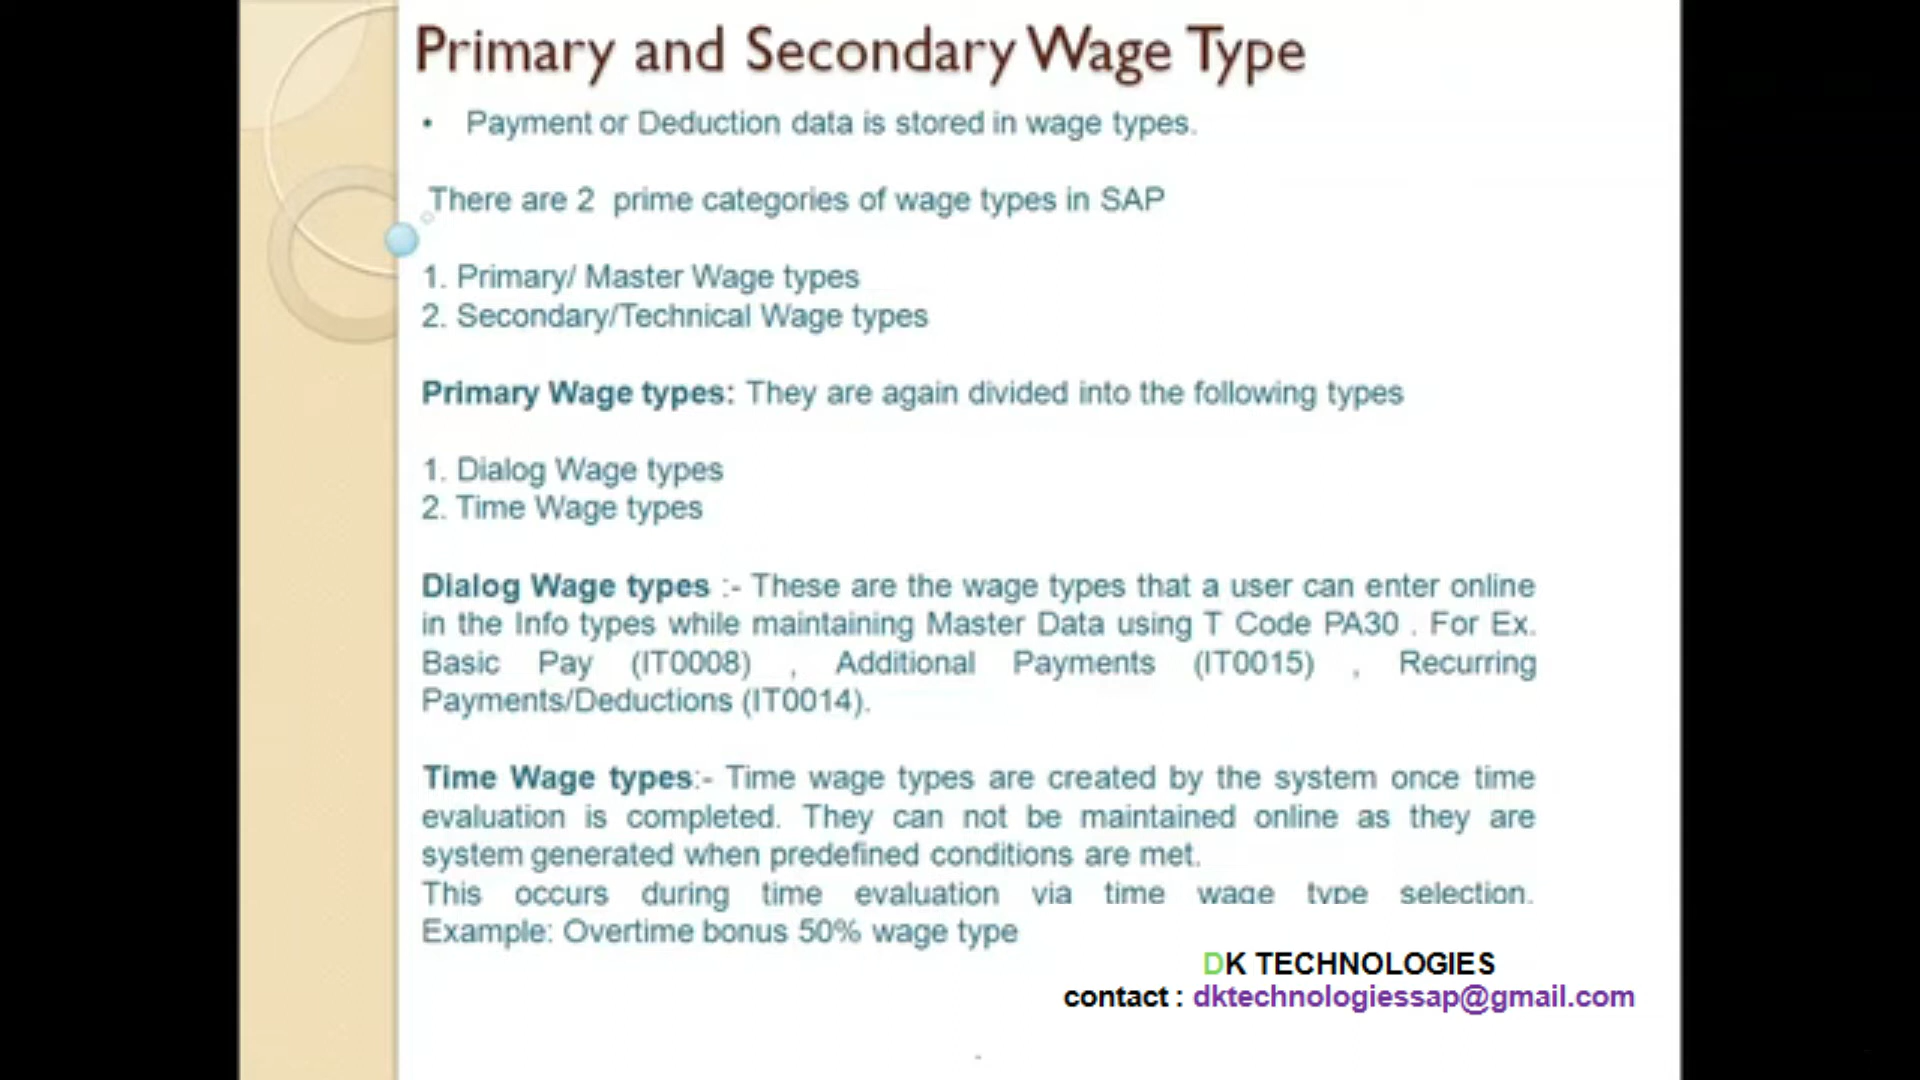 Primary and Secondary Wage Type
• Payment or Deduction data is stored in wage types.
There are 2 prime categories of wage types in SAP
1. Primary/ Master Wage types
2. Secondary/Technical Wage types
Primary Wage types: They are again divided into the following types
1. Dialog Wage types
2. Time Wage types
Dialog Wage types :- These are the wage types that a user can enter online
in the Info types while maintaining Master Data using T Code PA30 . For Ex.
Basic Pay (IT0008) , Additional Payments (IT0015) , Recurring
Payments/Deductions (IT0014).
Time Wage types:- Time wage types are created by the system once time
evaluation is completed. They can not be maintained online as they are
system generated when predefined conditions are met.
This occurs during time evaluation via time wage type selection.
Example: Overtime bonus 50% wage type
DK TECHNOLOGIES
contact : dktechnologiessap@gmail.com